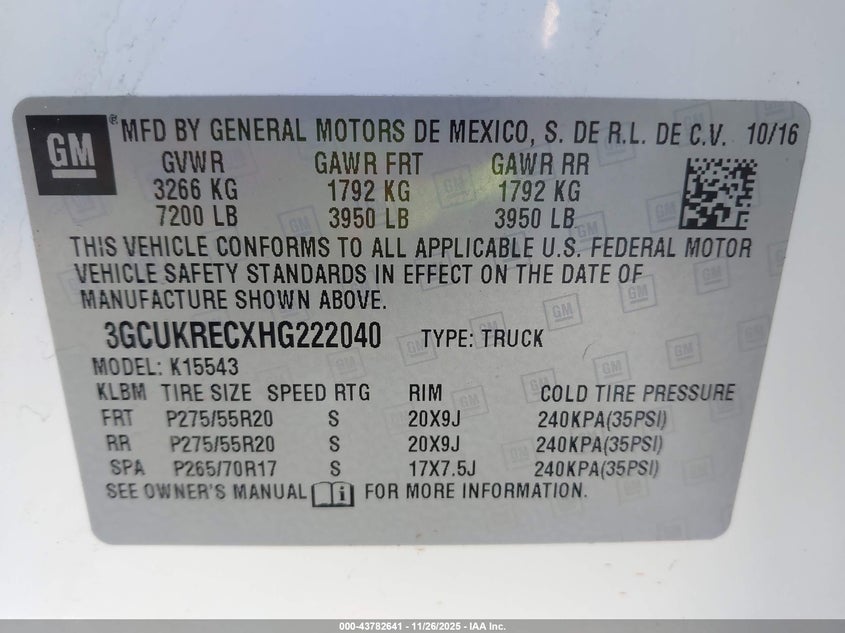 GM® MFD BY GENERAL MOTORS DE MEXICO, S. DE R.L. DE C.V. 10/16
GVWR GAWR FRT GAWR RR
3266 KG 1792 KG 1792 KG
7200 LB 3950 LB 3950 LB
THIS VEHICLE CONFORMS TO ALL APPLICABLE U.S. FEDERAL MOTOR
VEHICLE SAFETY STANDARDS IN EFFECT ON THE DATE OF
MANUFACTURE SHOWN ABOVE.
3GCUKRECXHG222040 TYPE: TRUCK
MODEL: K15543
KLBM TIRE SIZE SPEED RTG RIM COLD TIRE PRESSURE
FRT P275/55R20 S 20X9J 240KPA(35PSI)
RR P275/55R20 S 20X9J 240KPA(35PSI)
SPA P265/70R17 S 17X7.5J 240KPA(35PSI)
SEE OWNER'S MANUAL FOR MORE INFORMATION.
000-43782641 - 11/26/2025 - IAA Inc.